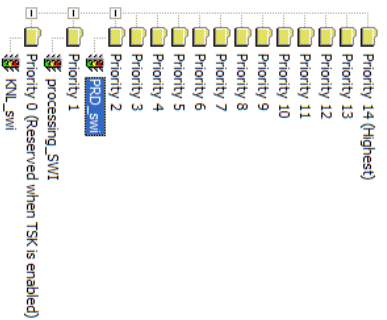 Priority 14 (Highest)
Priority 13
Priority 12
Priority 11
Priority 10
Priority 9
Priority 8
Priority 7
Priority 6
Priority 5
Priority 4
Priority 3
Priority 2
PRD_swi
Priority 1
processing_SWI
Priority 0 (Reserved when TSK is enabled)
KNL_swi